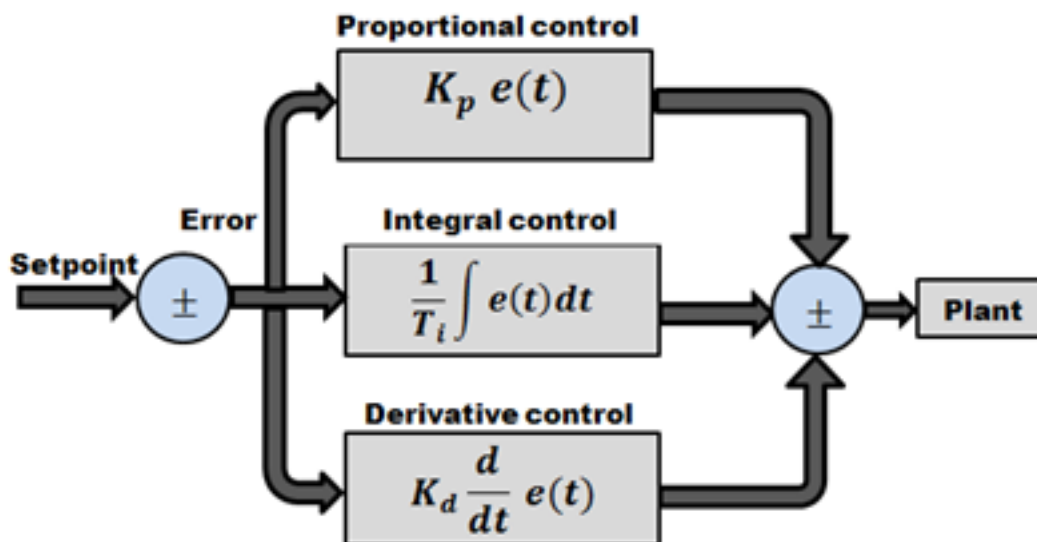 Proportional control
K_p e(t)
Error
Integral control
Setpoint
±
1/T_i ∫ e(t)dt
±
Plant
Derivative control
K_d d/dt e(t)